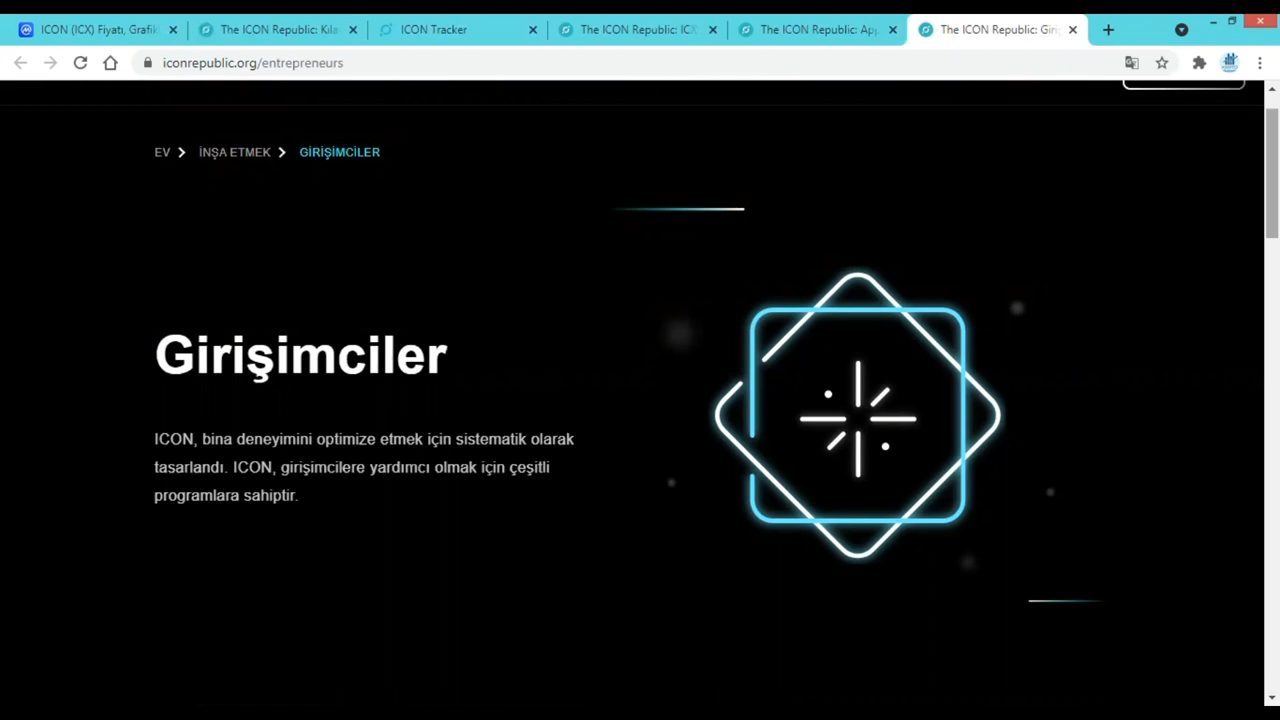 ICON (ICX) Fiyatı, Grafik
The ICON Republic: Kıla
ICON Tracker
The ICON Republic: ICX
The ICON Republic: App
The ICON Republic: Giri
iconrepublic.org/entrepreneurs
EV
İNŞA ETMEK
GİRİŞİMCİLER
Girişimciler
ICON, bina deneyimini optimize etmek için sistematik olarak
tasarlandı. ICON, girişimcilere yardımcı olmak için çeşitli
programlara sahiptir.